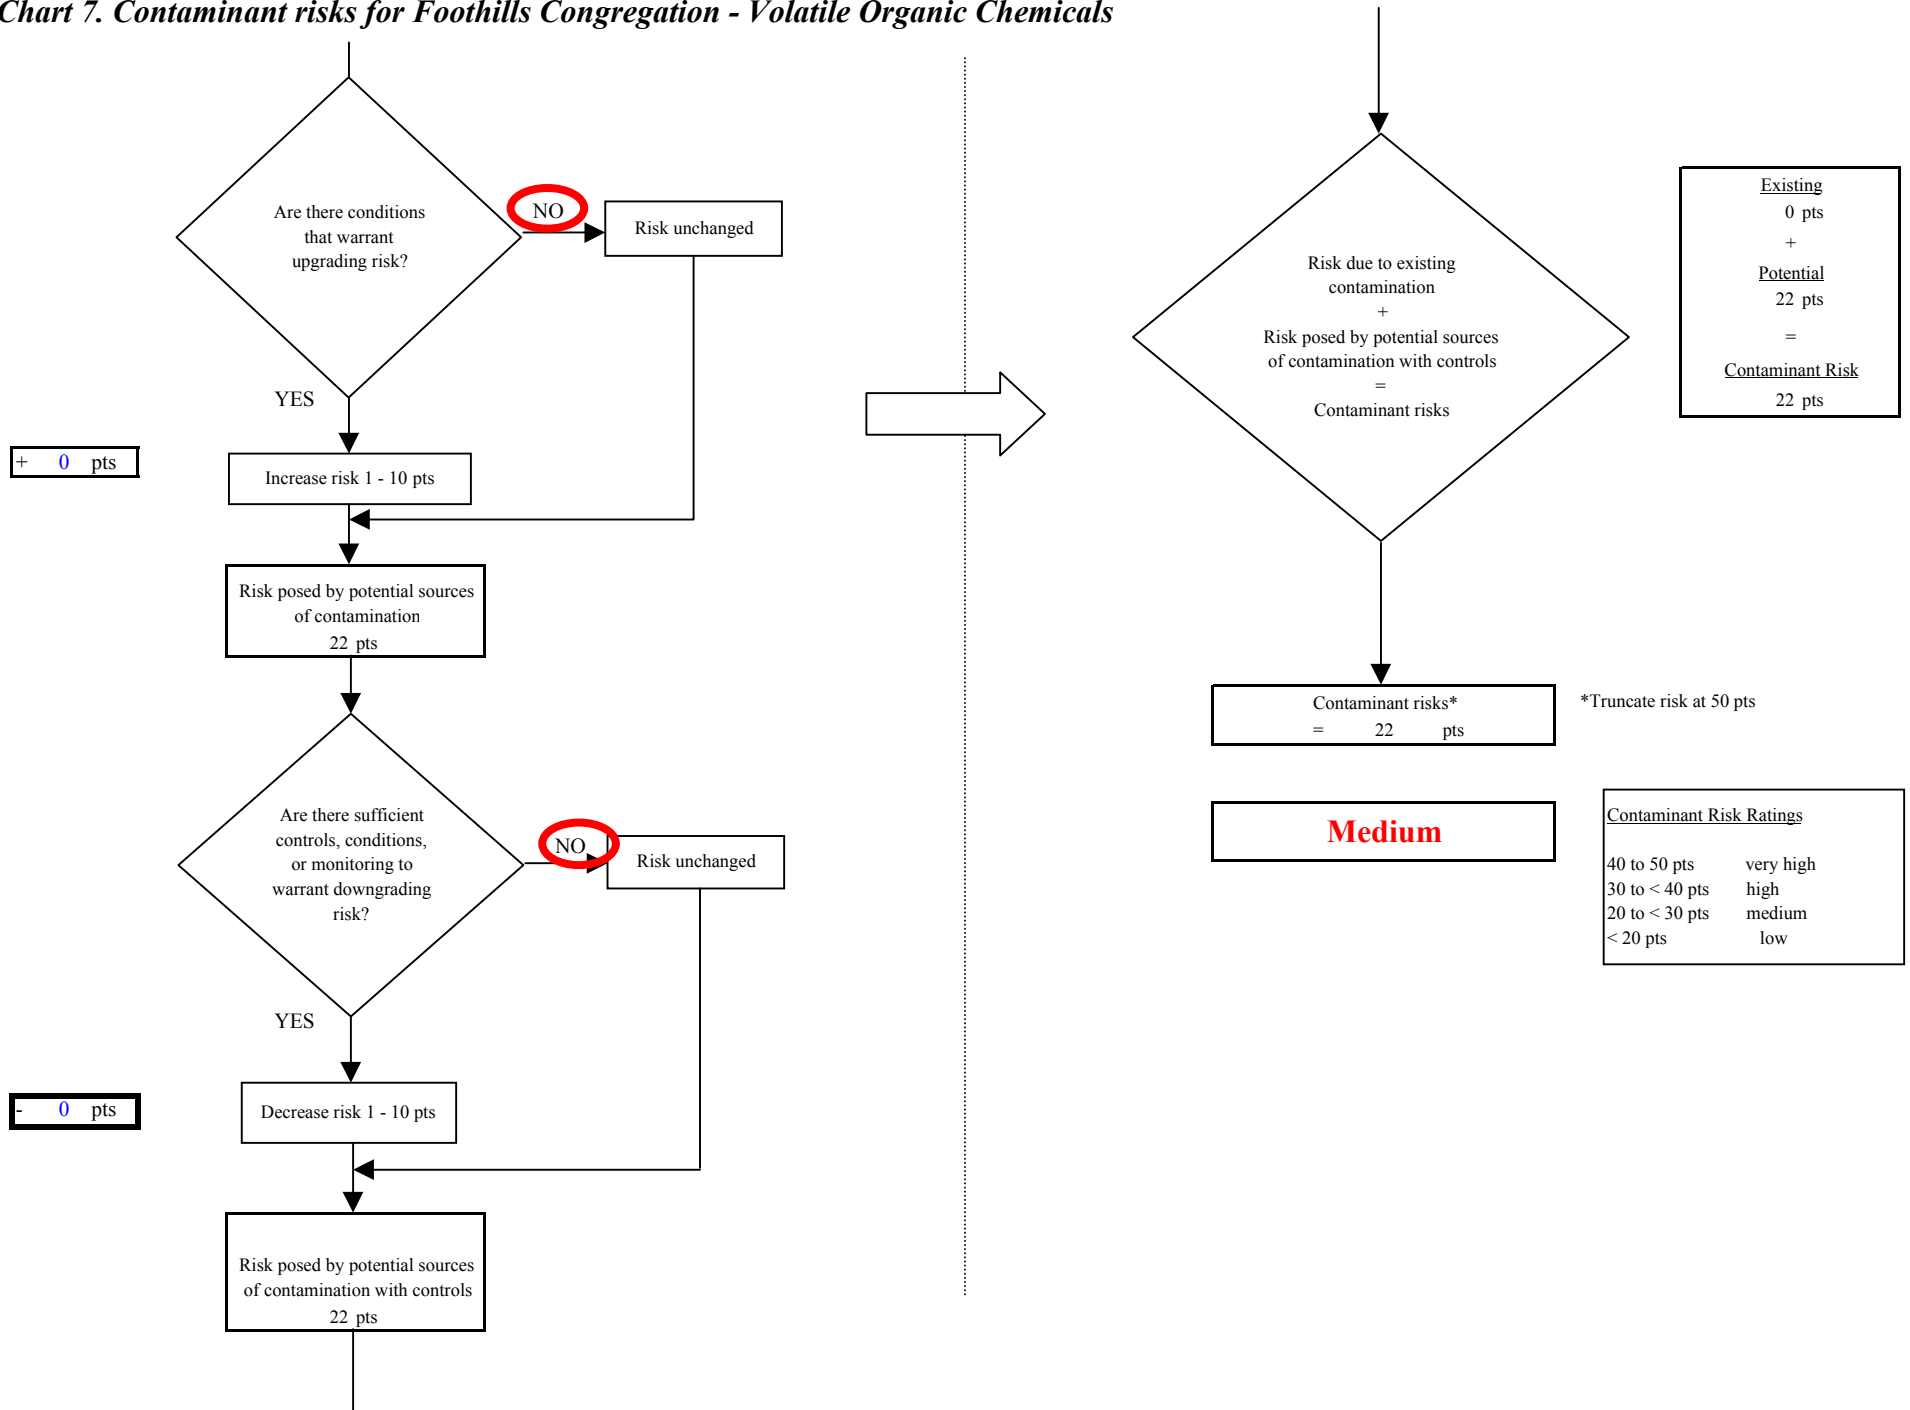 Chart 7. Contaminant risks for Foothills Congregation - Volatile Organic Chemicals
Are there conditions
that warrant
upgrading risk?
NO
Risk unchanged
YES
+ 0 pts
Increase risk 1 - 10 pts
Risk posed by potential sources
of contamination
22 pts
Are there sufficient
controls, conditions,
or monitoring to
warrant downgrading
risk?
NO
Risk unchanged
YES
- 0 pts
Decrease risk 1 - 10 pts
Risk posed by potential sources
of contamination with controls
22 pts
Risk due to existing
contamination
+
Risk posed by potential sources
of contamination with controls
=
Contaminant risks
Existing
0 pts
+
Potential
22 pts
=
Contaminant Risk
22 pts
Contaminant risks*
= 22 pts
*Truncate risk at 50 pts
Medium
Contaminant Risk Ratings
40 to 50 pts very high
30 to < 40 pts high
20 to < 30 pts medium
< 20 pts low